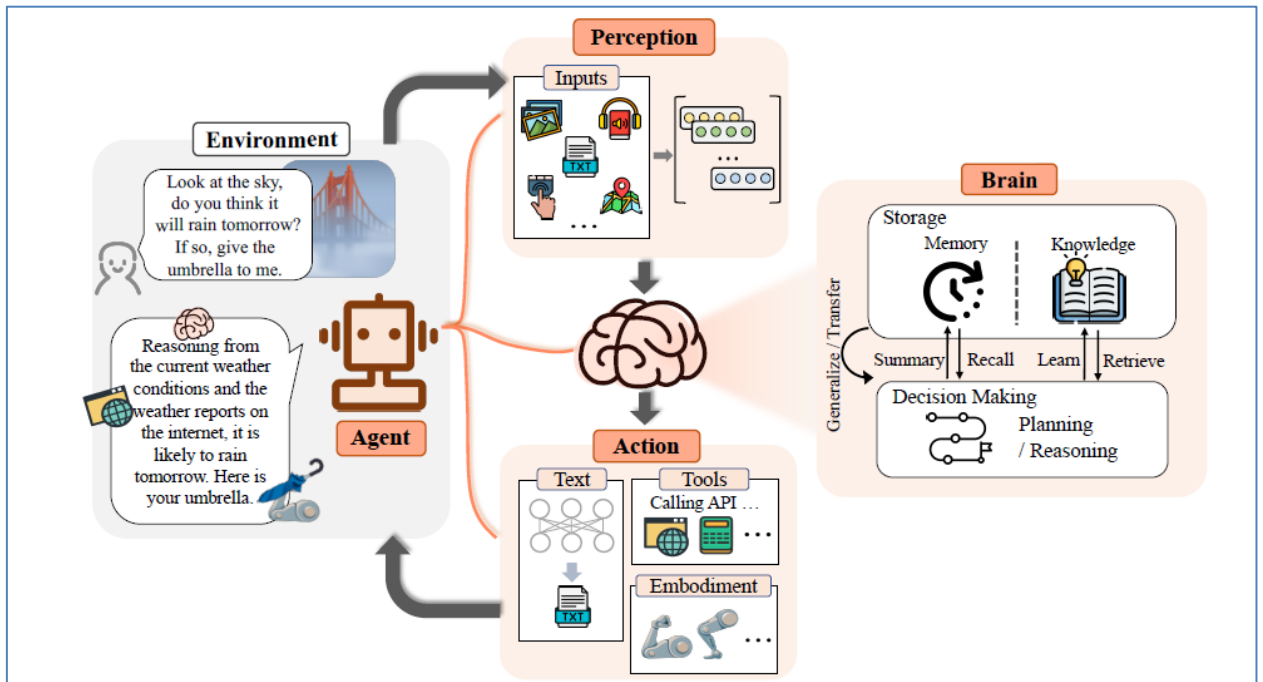 Perception
Inputs
TXT
...
...
Environment
Look at the sky,
do you think it
will rain tomorrow?
If so, give the
umbrella to me.
Reasoning from
the current weather
conditions and the
weather reports on
the internet, it is
likely to rain
tomorrow. Here is
your umbrella.
Agent
Brain
Storage
Memory
Knowledge
Generalize / Transfer
Summary
Recall
Learn
Retrieve
Decision Making
Planning
/ Reasoning
Action
Text
TXT
Tools
Calling API ...
...
Embodiment
...